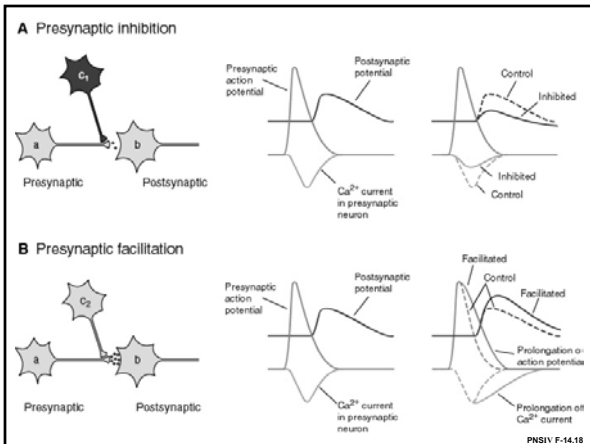 A Presynaptic inhibition
c1
a
b
Presynaptic
Postsynaptic
Presynaptic
action
potential
Postsynaptic
potential
Ca2+ current
in presynaptic
neuron
Control
Inhibited
Inhibited
Control
B Presynaptic facilitation
c2
a
b
Presynaptic
Postsynaptic
Presynaptic
action
potential
Postsynaptic
potential
Ca2+ current
in presynaptic
neuron
Facilitated
Control
Facilitated
Prolongation o
action potential
Prolongation of
Ca2+ current
PNSIV F-14.18